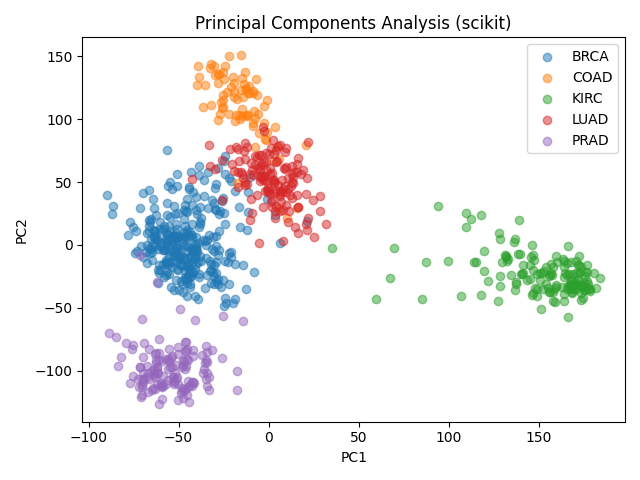 Principal Components Analysis (scikit)
BRCA
COAD
KIRC
LUAD
PRAD
150
100
50
0
−50
−100
PC2
−100
−50
0
50
100
150
PC1